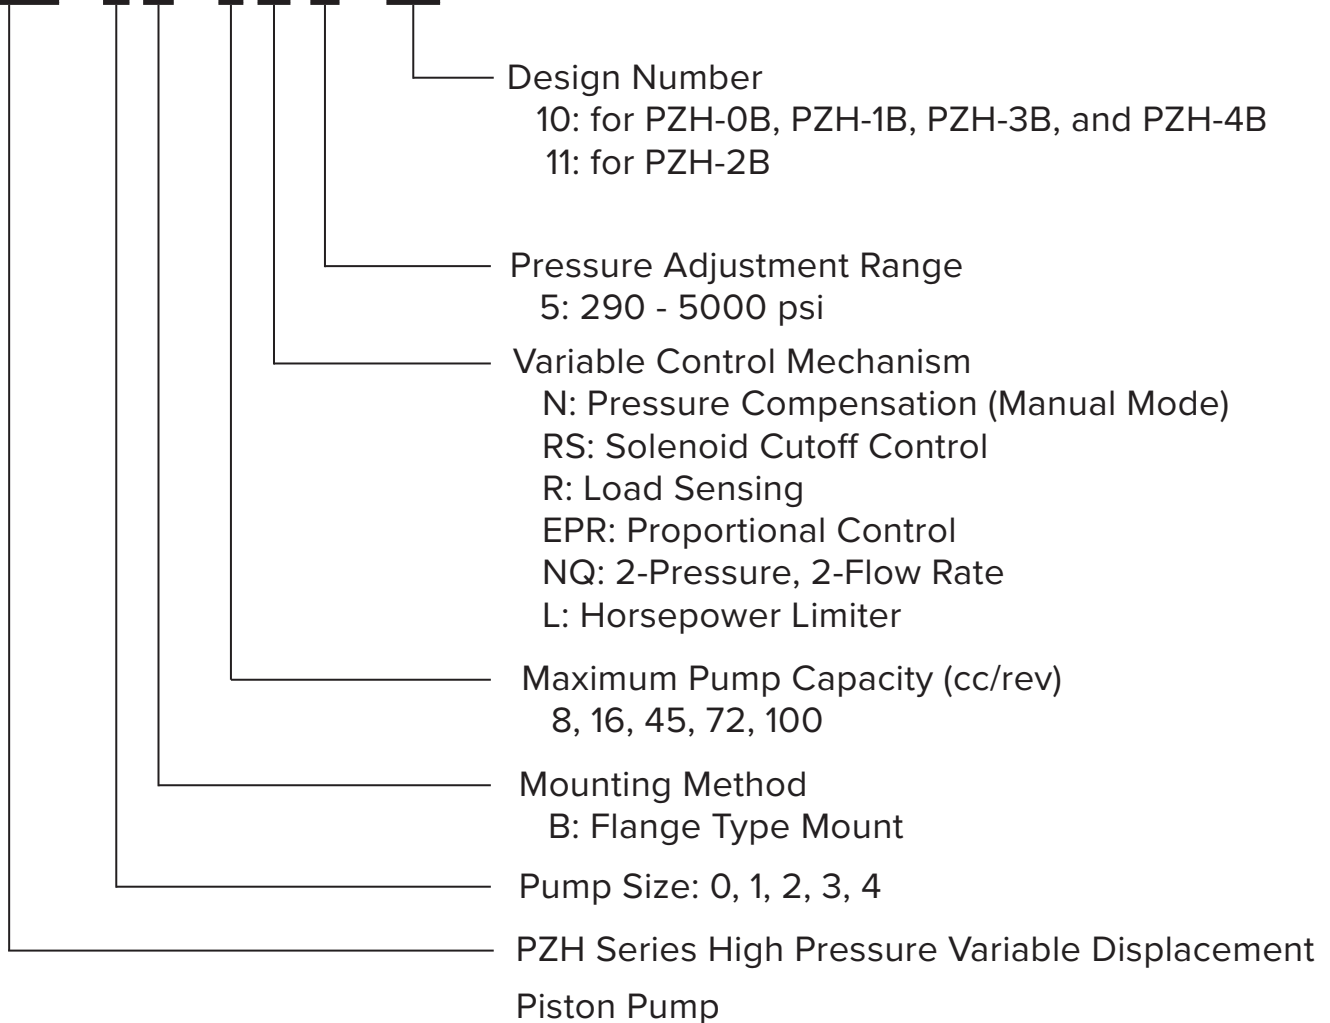 Design Number
10: for PZH-0B, PZH-1B, PZH-3B, and PZH-4B
11: for PZH-2B
Pressure Adjustment Range
5: 290 - 5000 psi
Variable Control Mechanism
N: Pressure Compensation (Manual Mode)
RS: Solenoid Cutoff Control
R: Load Sensing
EPR: Proportional Control
NQ: 2-Pressure, 2-Flow Rate
L: Horsepower Limiter
Maximum Pump Capacity (cc/rev)
8, 16, 45, 72, 100
Mounting Method
B: Flange Type Mount
Pump Size: 0, 1, 2, 3, 4
PZH Series High Pressure Variable Displacement
Piston Pump